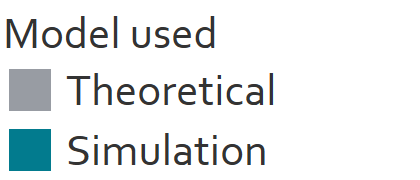 Model used
Theoretical
Simulation